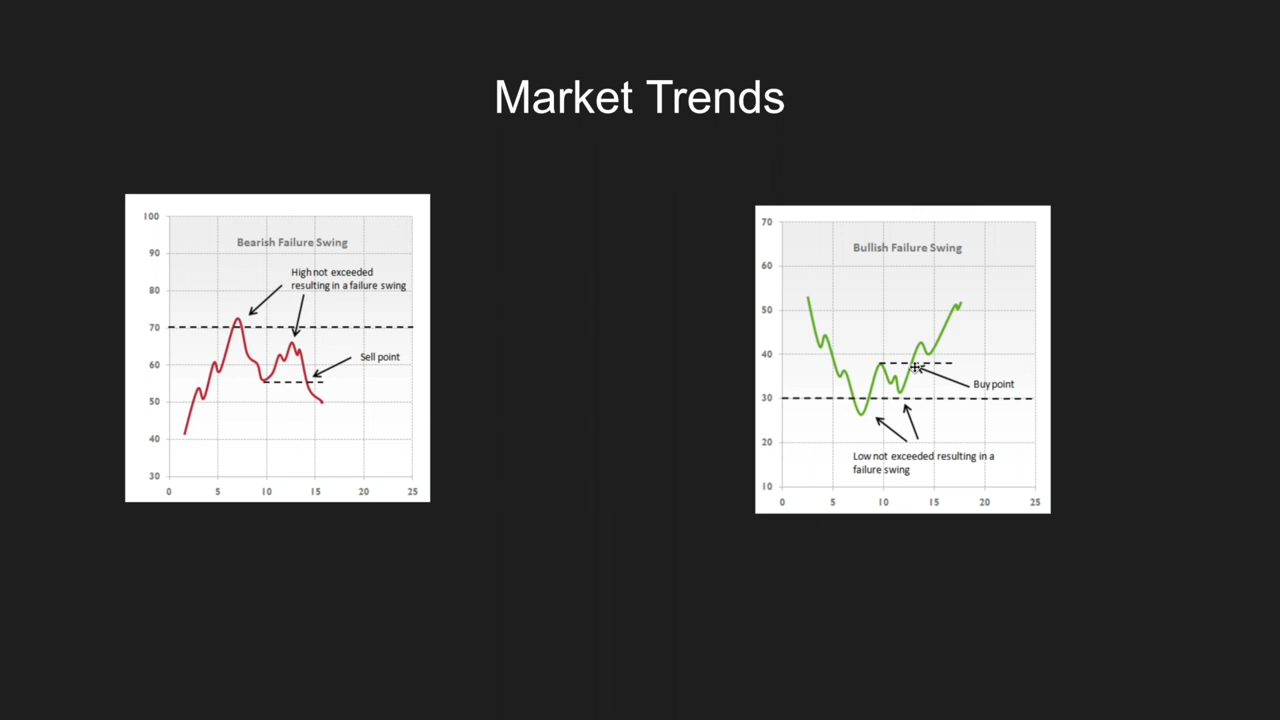 Market Trends
Bearish Failure Swing
High not exceeded
resulting in a failure swing
Sell point
100
90
80
70
60
50
40
30
0 5 10 15 20 25
Bullish Failure Swing
Buy point
Low not exceeded resulting in a
failure swing
70
60
50
40
30
20
10
0 5 10 15 20 25